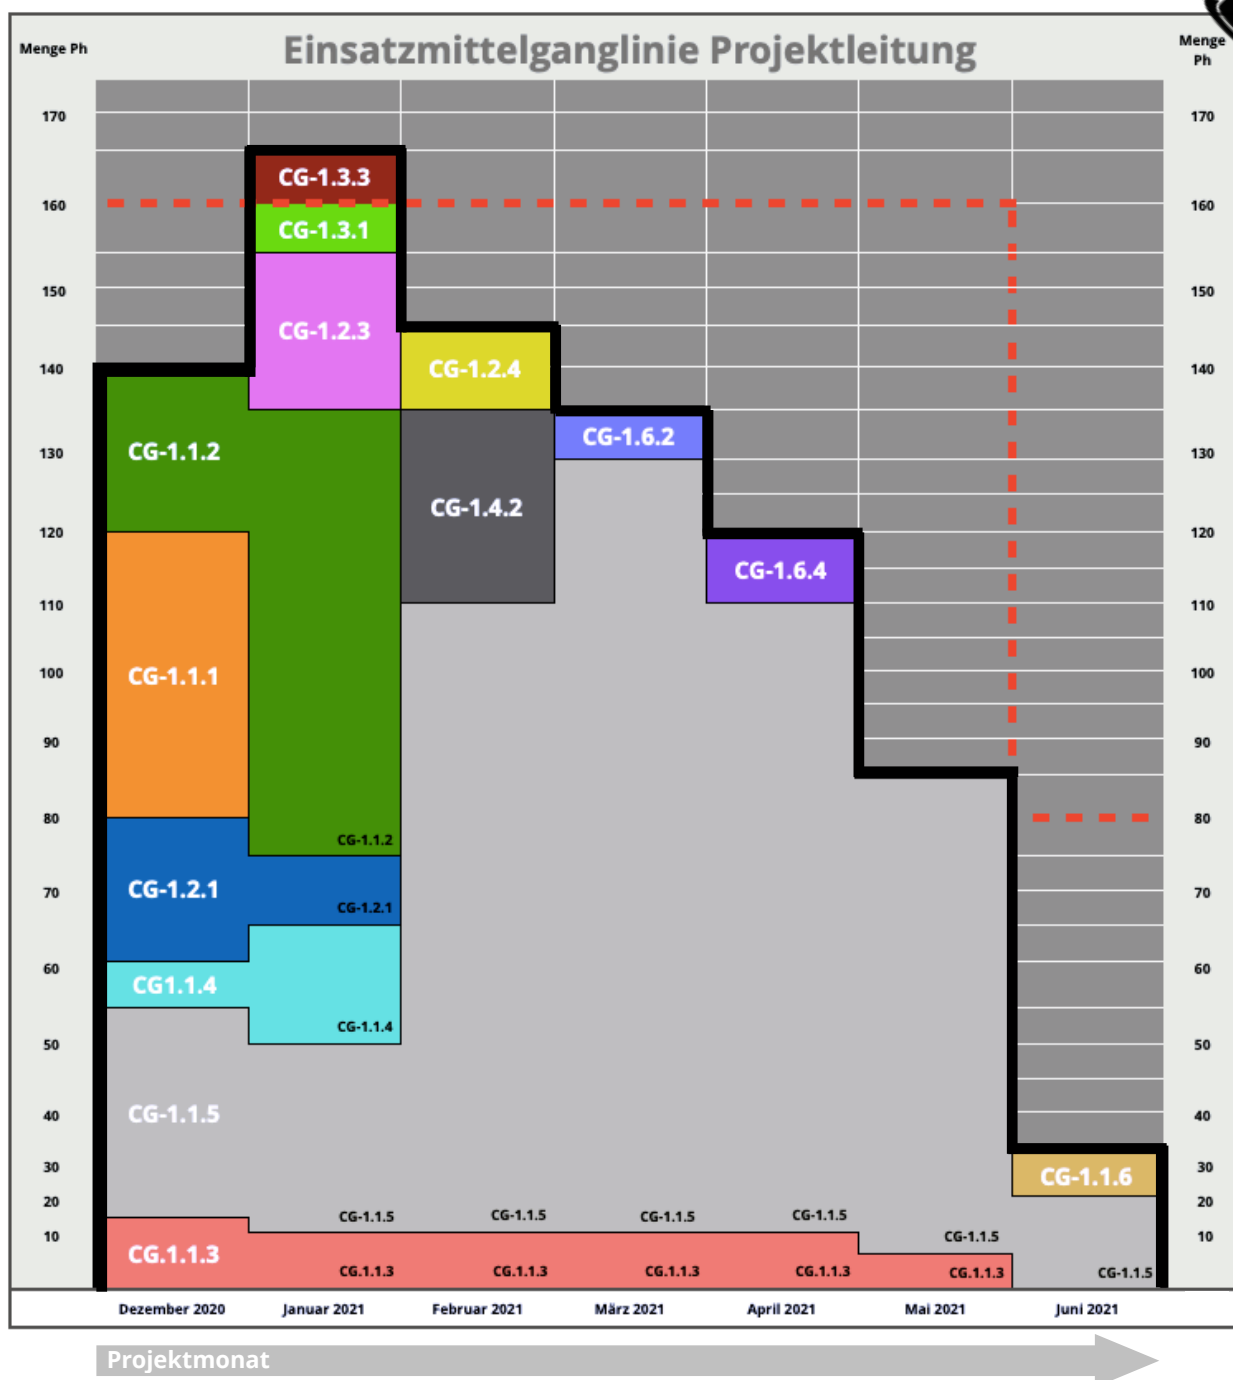 Einsatzmittelganglinie Projektleitung
Menge Ph
Menge
Ph
170
170
CG-1.3.3
160
160
CG-1.3.1
150
150
CG-1.2.3
140
CG-1.2.4
140
CG-1.6.2
130
CG-1.1.2
130
CG-1.4.2
120
120
CG-1.6.4
110
110
100
CG-1.1.1
100
90
90
80
80
CG-1.1.2
70
CG-1.2.1
70
CG-1.2.1
60
60
CG1.1.4
CG-1.1.4
50
50
40
CG-1.1.5
40
30
30
CG-1.1.6
20
20
CG-1.1.5
CG-1.1.5
CG-1.1.5
CG-1.1.5
10
CG-1.1.5
10
CG.1.1.3
CG.1.1.3
CG.1.1.3
CG.1.1.3
CG.1.1.3
CG.1.1.3
CG-1.1.5
Dezember 2020
Januar 2021
Februar 2021
März 2021
April 2021
Mai 2021
Juni 2021
Projektmonat